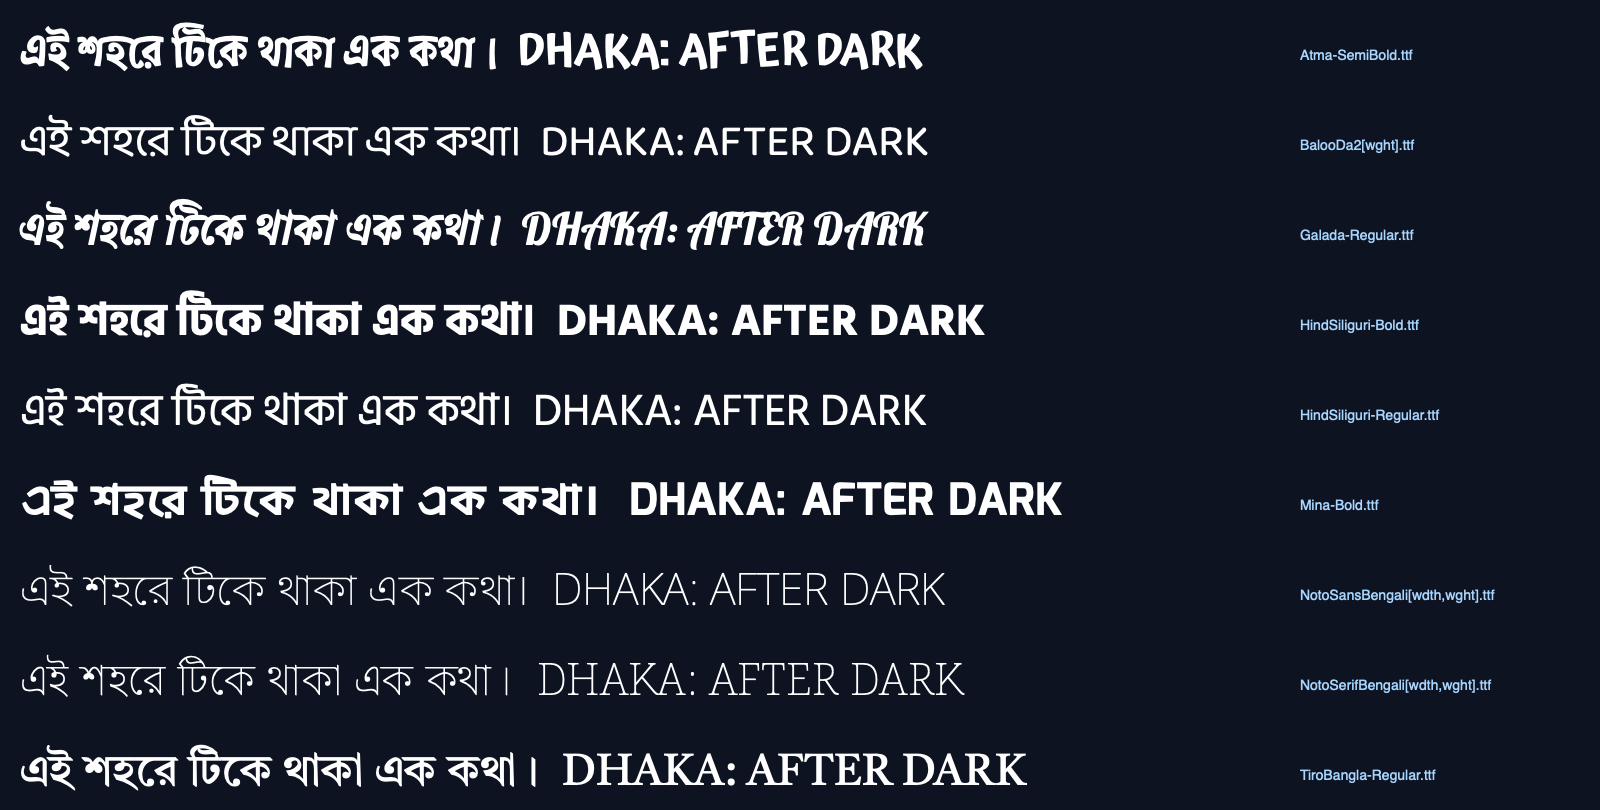 এই শহরে টিকে থাকা এক কথা। DHAKA: AFTER DARK Atma-SemiBold.ttf
এই শহরে টিকে থাকা এক কথা। DHAKA: AFTER DARK BalooDa2[wght].ttf
এই শহরে টিকে থাকা এক কথা। DHAKA: AFTER DARK Galada-Regular.ttf
এই শহরে টিকে থাকা এক কথা। DHAKA: AFTER DARK HindSiliguri-Bold.ttf
এই শহরে টিকে থাকা এক কথা। DHAKA: AFTER DARK HindSiliguri-Regular.ttf
এই শহরে টিকে থাকা এক কথা। DHAKA: AFTER DARK Mina-Bold.ttf
এই শহরে টিকে থাকা এক কথা। DHAKA: AFTER DARK NotoSansBengali[wdth,wght].ttf
এই শহরে টিকে থাকা এক কথা। DHAKA: AFTER DARK NotoSerifBengali[wdth,wght].ttf
এই শহরে টিকে থাকা এক কথা। DHAKA: AFTER DARK TiroBangla-Regular.ttf